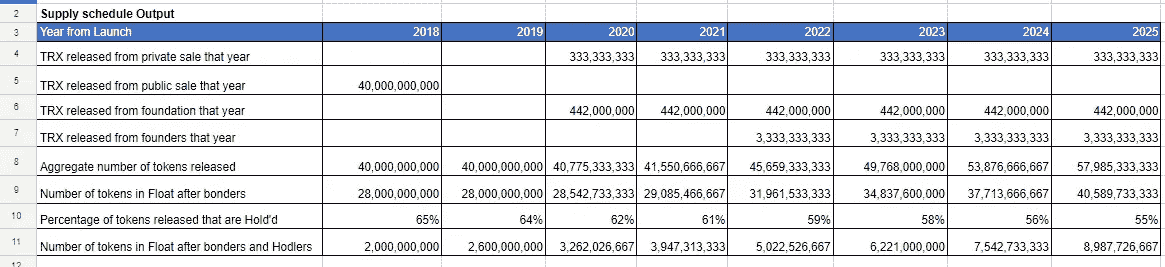 2 Supply schedule Output
3 Year from Launch 2018 2019 2020 2021 2022 2023 2024 2025
4 TRX released from private sale that year 333,333,333 333,333,333 333,333,333 333,333,333 333,333,333 333,333,333
5 TRX released from public sale that year 40,000,000,000
6 TRX released from foundation that year 442,000,000 442,000,000 442,000,000 442,000,000 442,000,000 442,000,000
7 TRX released from founders that year 3,333,333,333 3,333,333,333 3,333,333,333 3,333,333,333
8 Aggregate number of tokens released 40,000,000,000 40,000,000,000 40,775,333,333 41,550,666,667 45,659,333,333 49,768,000,000 53,876,666,667 57,985,333,333
9 Number of tokens in Float after bonders 28,000,000,000 28,000,000,000 28,542,733,333 29,085,466,667 31,961,533,333 34,837,600,000 37,713,666,667 40,589,733,333
10 Percentage of tokens released that are Hold'd 65% 64% 62% 61% 59% 58% 56% 55%
11 Number of tokens in Float after bonders and Hodlers 2,000,000,000 2,600,000,000 3,262,026,667 3,947,313,333 5,022,526,667 6,221,000,000 7,542,733,333 8,987,726,667
12